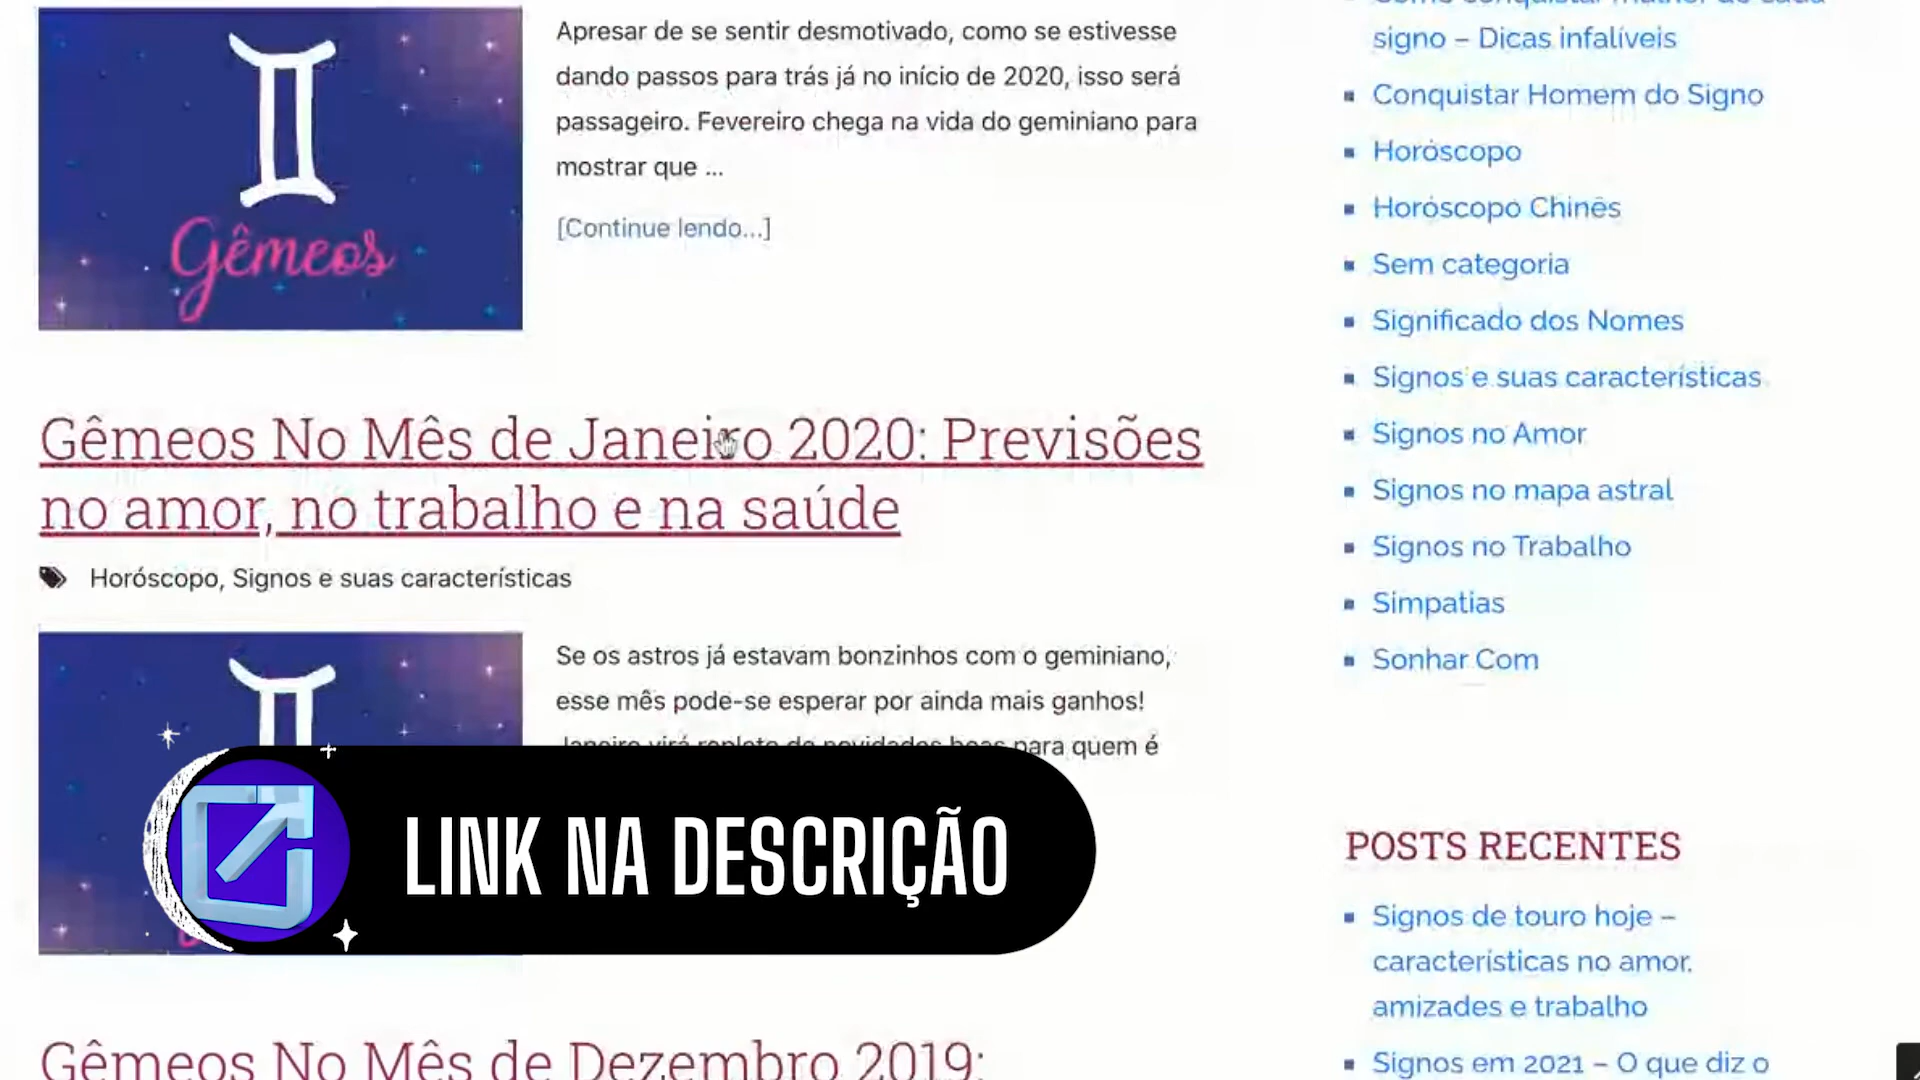 Gêmeos
Apresar de se sentir desmotivado, como se estivesse
dando passos para trás já no início de 2020, isso será
passageiro. Fevereiro chega na vida do geminiano para
mostrar que ...
[Continue lendo...]
Gêmeos No Mês de Janeiro 2020: Previsões
no amor, no trabalho e na saúde
Horóscopo, Signos e suas características
Se os astros já estavam bonzinhos com o geminiano,
esse mês pode-se esperar por ainda mais ganhos!
Janeiro virá repleto de novidades boas para quem é
LINK NA DESCRIÇÃO
Gêmeos No Mês de Dezembro 2019:
signo – Dicas infalíveis
Conquistar Homem do Signo
Horóscopo
Horóscopo Chinês
Sem categoria
Significado dos Nomes
Signos e suas características
Signos no Amor
Signos no mapa astral
Signos no Trabalho
Simpatias
Sonhar Com
POSTS RECENTES
Signos de touro hoje –
características no amor,
amizades e trabalho
Signos em 2021 – O que diz o